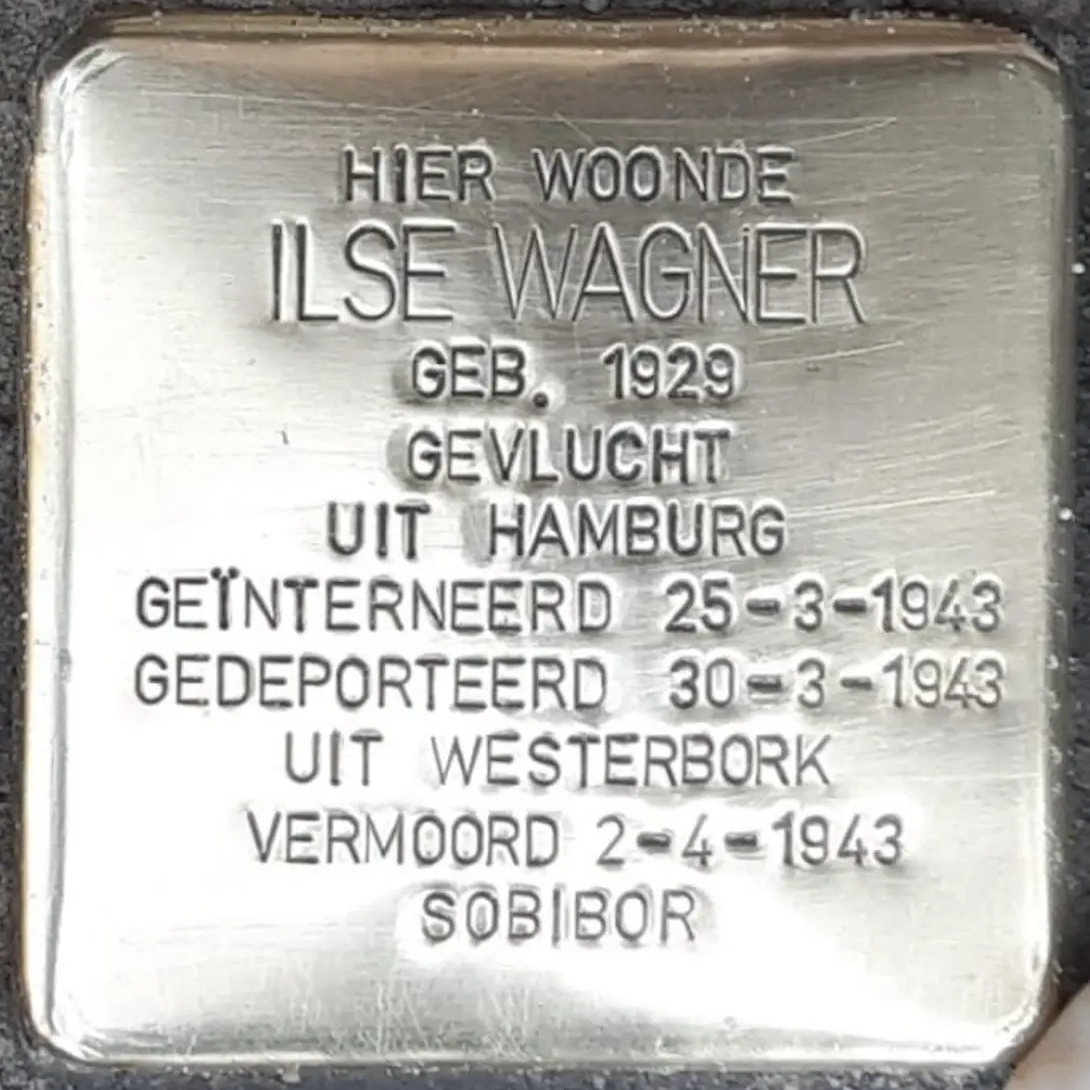 HIER WOONDE
ILSE WAGNER
GEB. 1929
GEVLUCHT
UIT HAMBURG
GEÏNTERNEERD 25-3-1943
GEDEPORTEERD 30-3-1943
UIT WESTERBORK
VERMOORD 2-4-1943
SOBIBOR